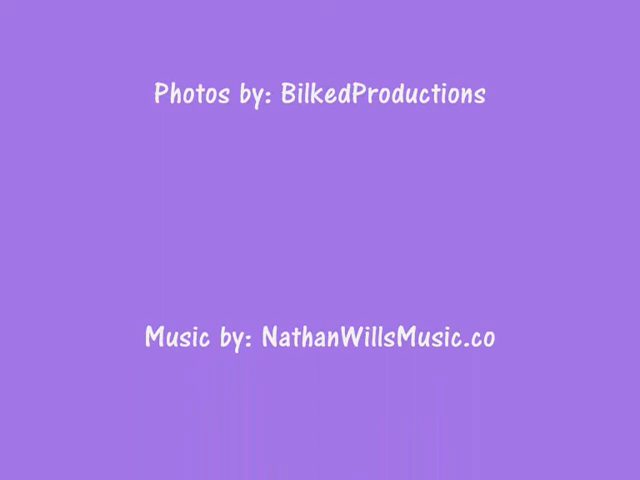 Photos by: BilkedProductions
Music by: NathanWillsMusic.co